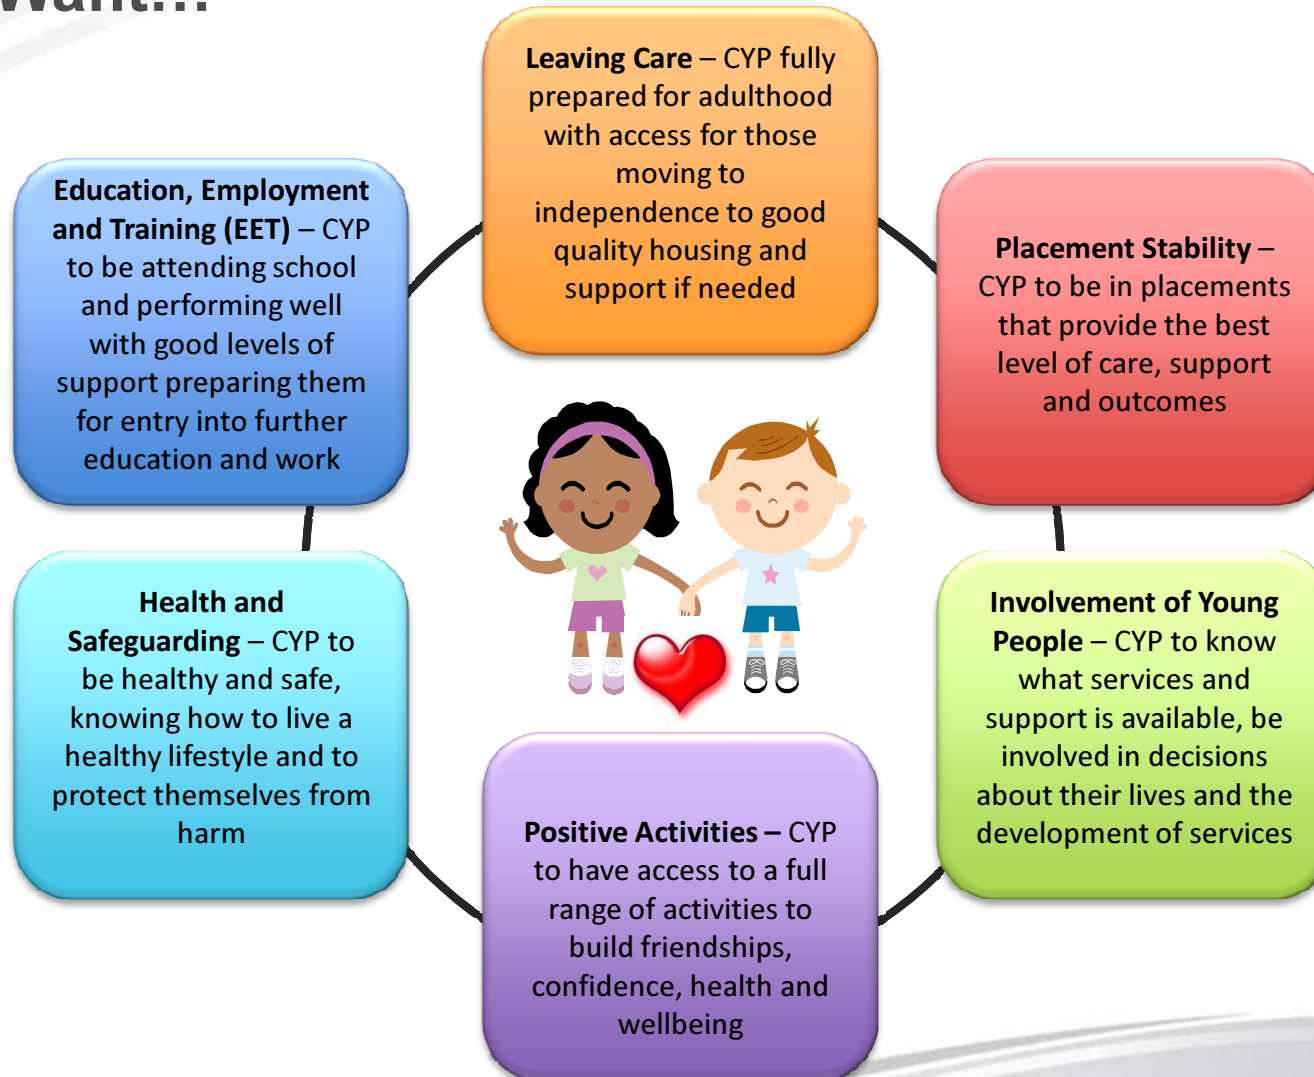 Want...
Leaving Care – CYP fully
prepared for adulthood
with access for those
moving to
independence to good
quality housing and
support if needed
Placement Stability –
CYP to be in placements
that provide the best
level of care, support
and outcomes
Involvement of Young
People – CYP to know
what services and
support is available, be
involved in decisions
about their lives and the
development of services
Positive Activities – CYP
to have access to a full
range of activities to
build friendships,
confidence, health and
wellbeing
Health and
Safeguarding – CYP to
be healthy and safe,
knowing how to live a
healthy lifestyle and to
protect themselves from
harm
Education, Employment
and Training (EET) – CYP
to be attending school
and performing well
with good levels of
support preparing them
for entry into further
education and work